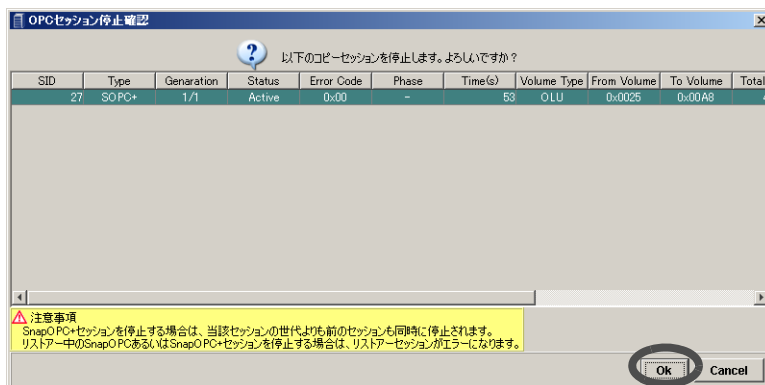 OPCセッション停止確認
以下のコピーセッションを停止します。よろしいですか？
SID Type Genaration Status Error Code Phase Time(s) Volume Type From Volume To Volume Total
27 SOPC+ 1/1 Active 0x00 − 53 OLU 0x0025 0x00A8
注意事項
SnapOPC+セッションを停止する場合は、当該セッションの世代よりも前のセッションも同時に停止されます。
リストアー中のSnapOPCあるいはSnapOPC+セッションを停止する場合は、リストアーセッションがエラーになります。
Ok Cancel